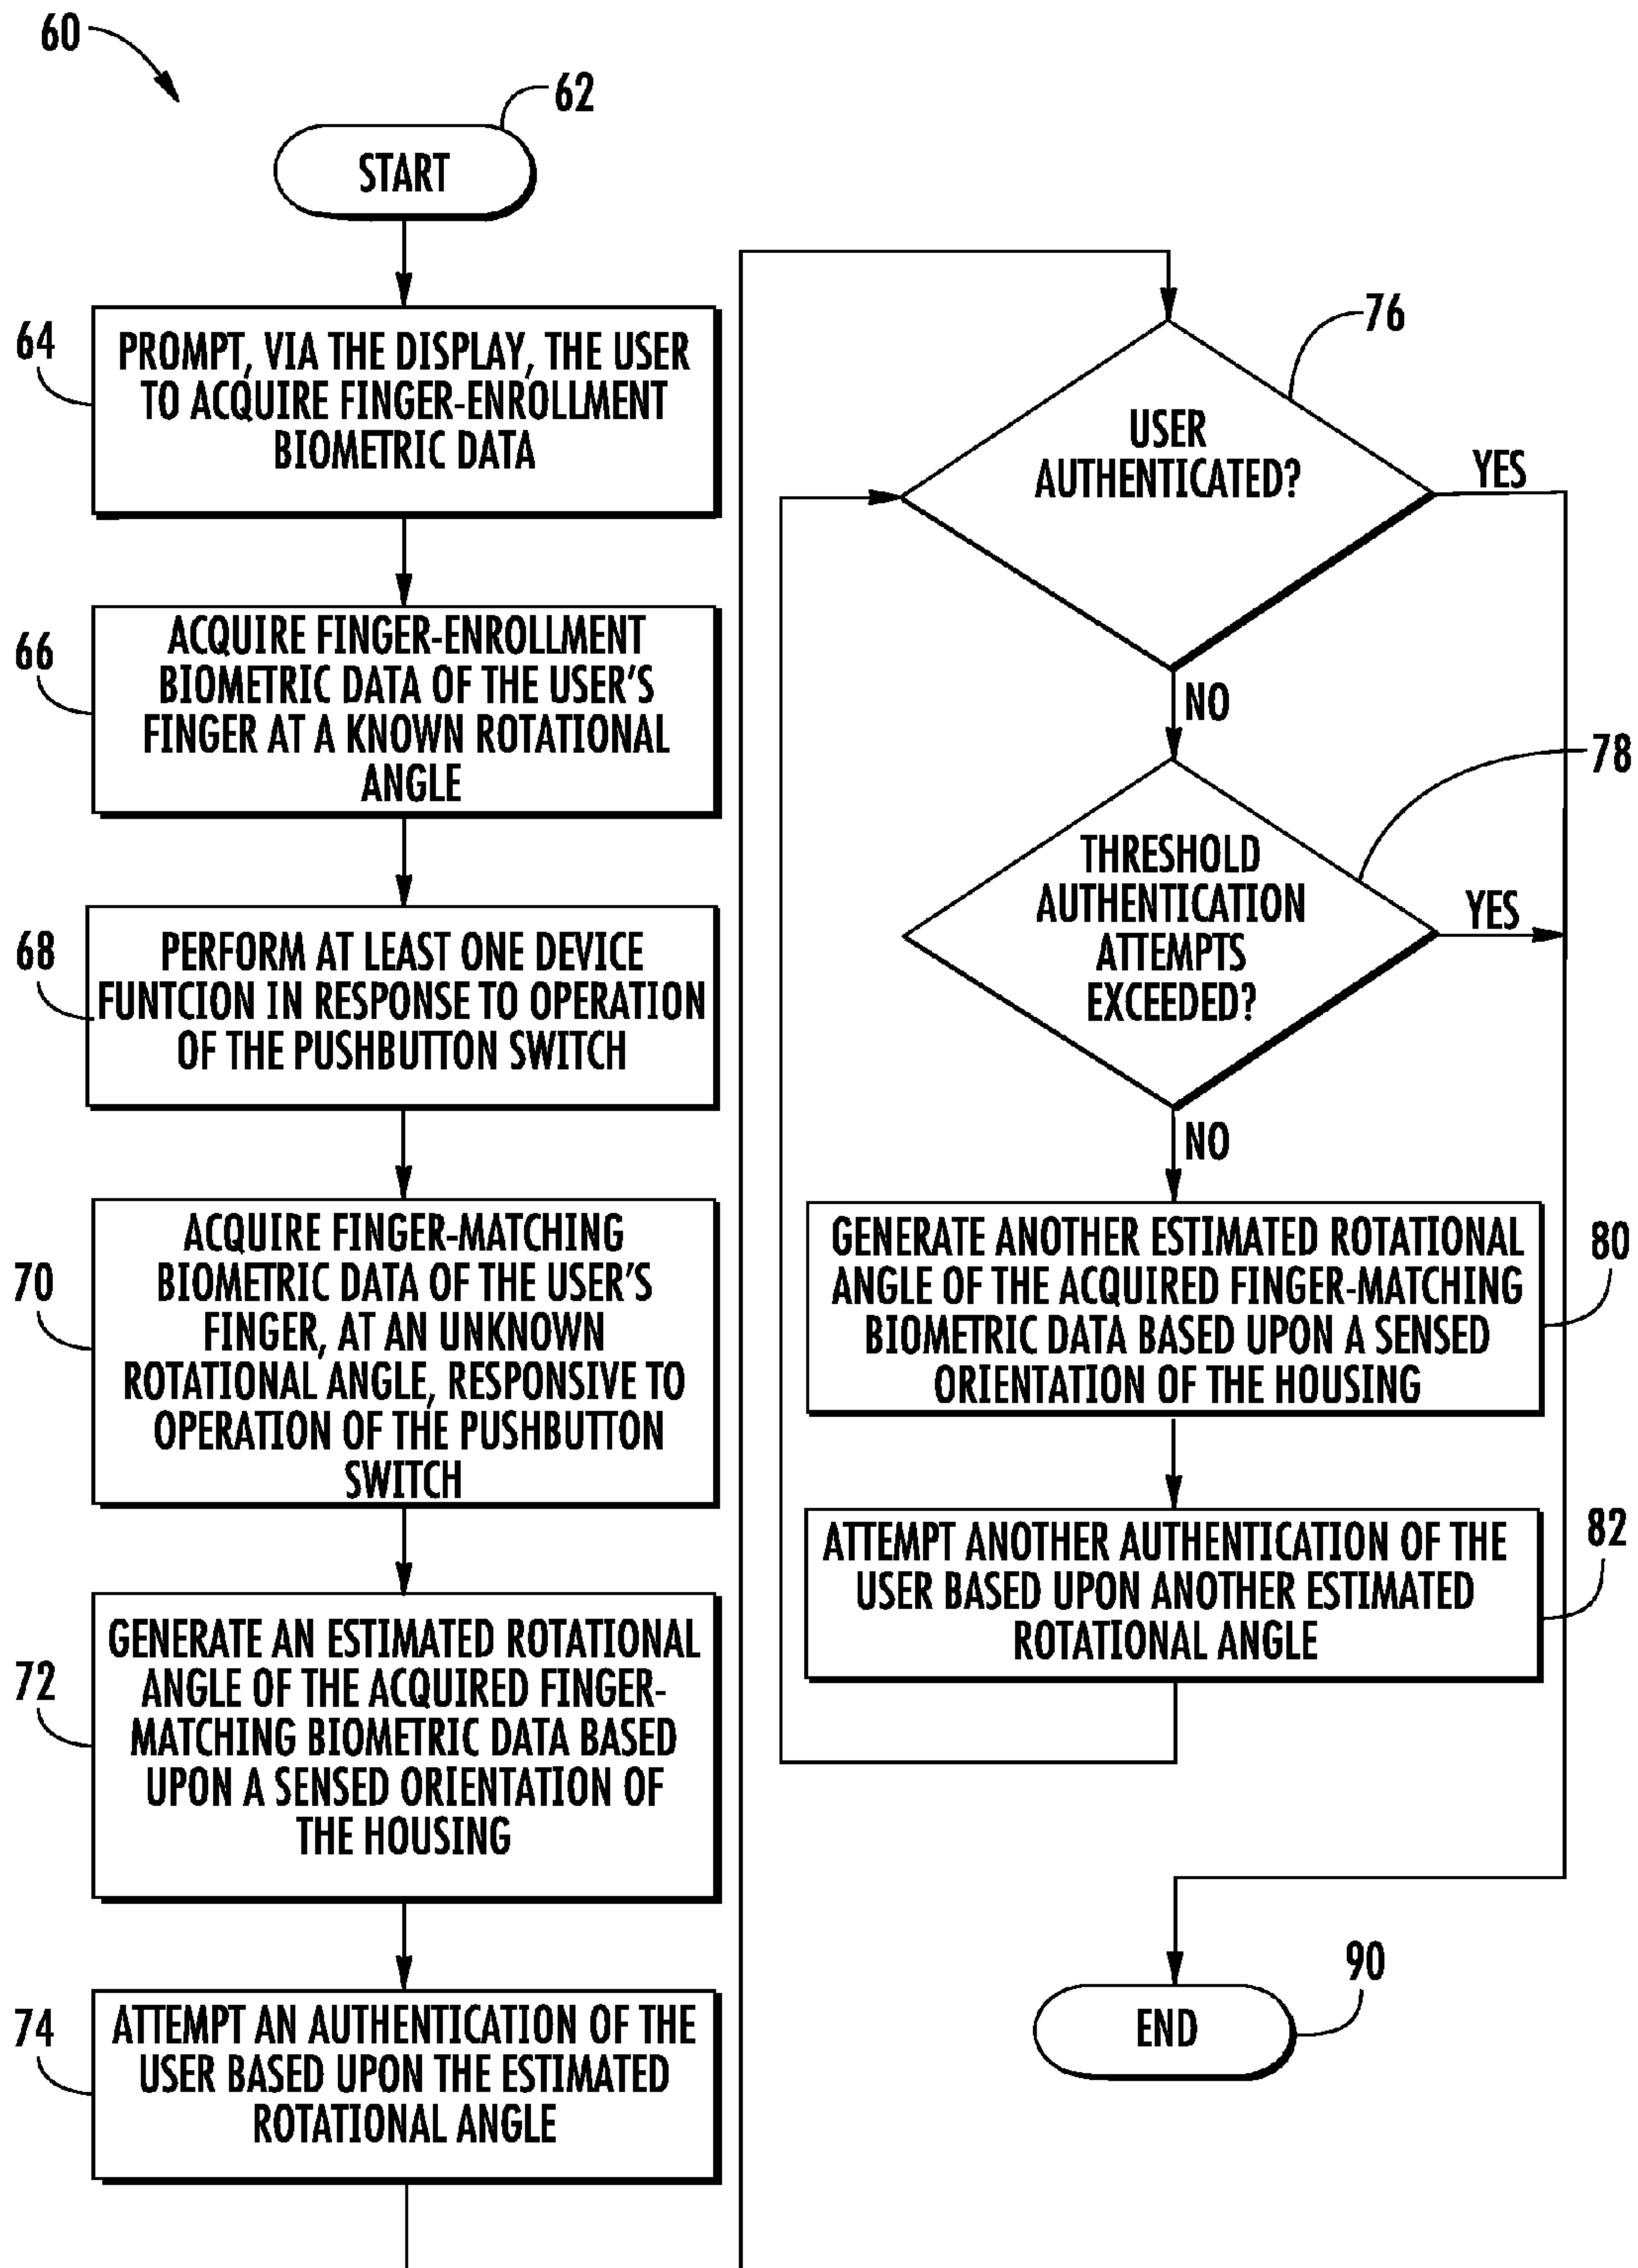 60
62
START
64
PROMPT, VIA THE DISPLAY, THE USER
TO ACQUIRE FINGER-ENROLLMENT
BIOMETRIC DATA
66
ACQUIRE FINGER-ENROLLMENT
BIOMETRIC DATA OF THE USER'S
FINGER AT A KNOWN ROTATIONAL
ANGLE
68
PERFORM AT LEAST ONE DEVICE
FUNTCION IN RESPONSE TO OPERATION
OF THE PUSHBUTTON SWITCH
70
ACQUIRE FINGER-MATCHING
BIOMETRIC DATA OF THE USER'S
FINGER, AT AN UNKNOWN
ROTATIONAL ANGLE, RESPONSIVE TO
OPERATION OF THE PUSHBUTTON
SWITCH
72
GENERATE AN ESTIMATED ROTATIONAL
ANGLE OF THE ACQUIRED FINGER-
MATCHING BIOMETRIC DATA BASED
UPON A SENSED ORIENTATION OF
THE HOUSING
74
ATTEMPT AN AUTHENTICATION OF THE
USER BASED UPON THE ESTIMATED
ROTATIONAL ANGLE
76
USER
AUTHENTICATED?
YES
NO
78
THRESHOLD
AUTHENTICATION
ATTEMPTS
EXCEEDED?
YES
NO
80
GENERATE ANOTHER ESTIMATED ROTATIONAL
ANGLE OF THE ACQUIRED FINGER-MATCHING
BIOMETRIC DATA BASED UPON A SENSED
ORIENTATION OF THE HOUSING
82
ATTEMPT ANOTHER AUTHENTICATION OF THE
USER BASED UPON ANOTHER ESTIMATED
ROTATIONAL ANGLE
90
END